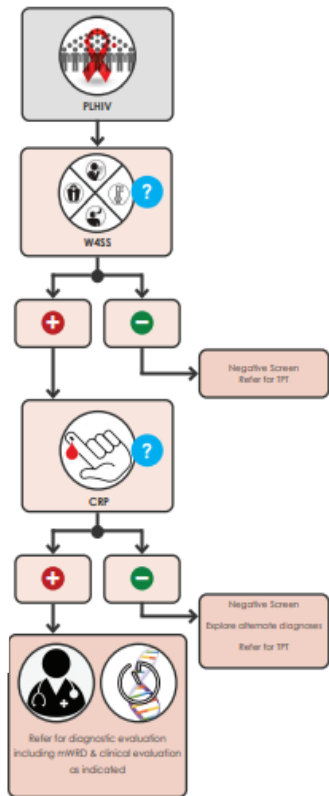 PLHIV
W4SS
?
Negative Screen
Refer for TPT
CRP
?
Negative Screen
Explore alternate diagnoses
Refer for TPT
Refer for diagnostic evaluation
including mWRD & clinical evaluation
as indicated